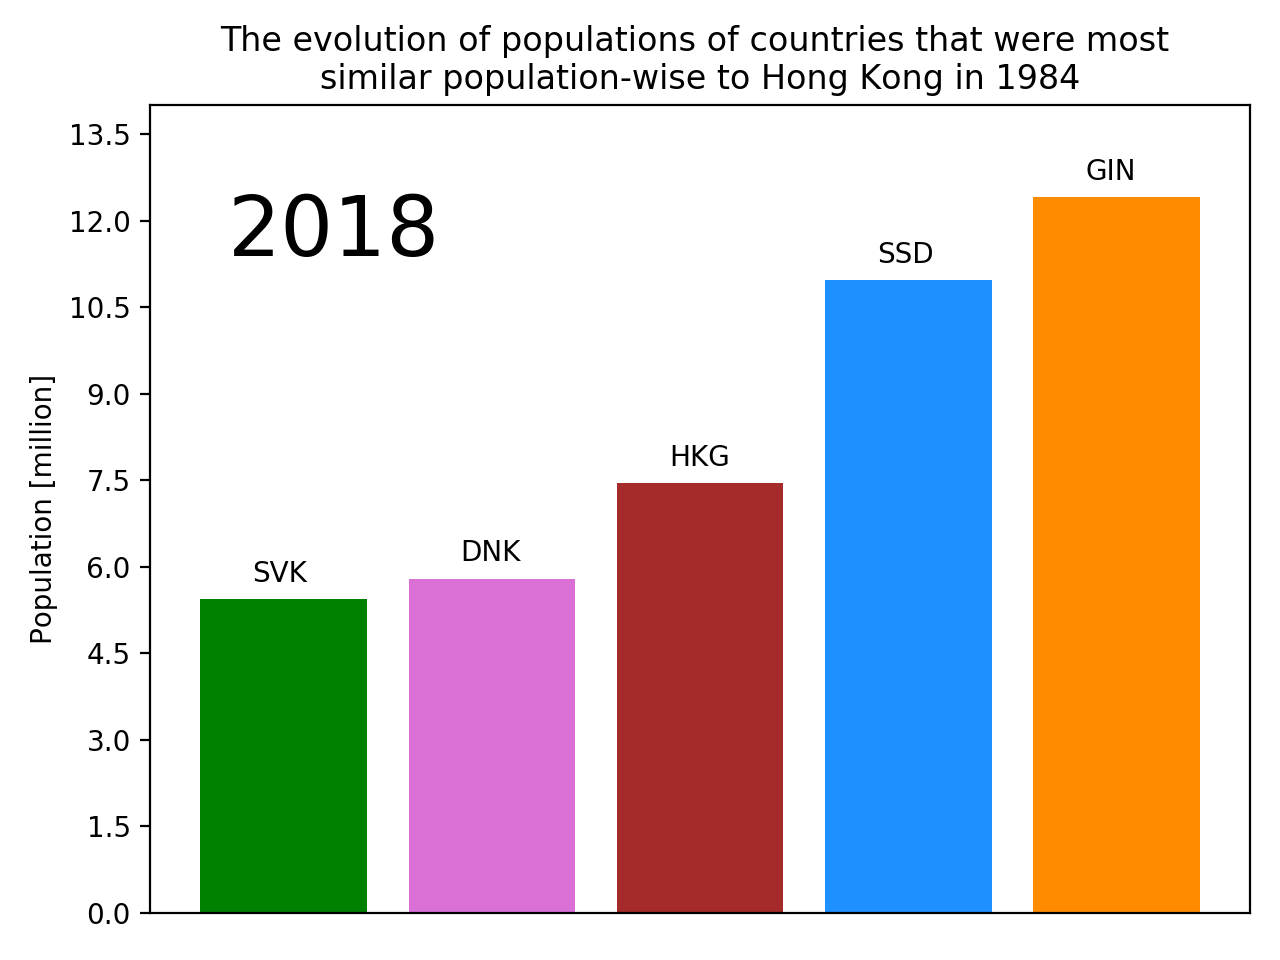 The evolution of populations of countries that were most
similar population-wise to Hong Kong in 1984
2018
Population [million]
13.5
12.0
10.5
9.0
7.5
6.0
4.5
3.0
1.5
0.0
SVK
DNK
HKG
SSD
GIN